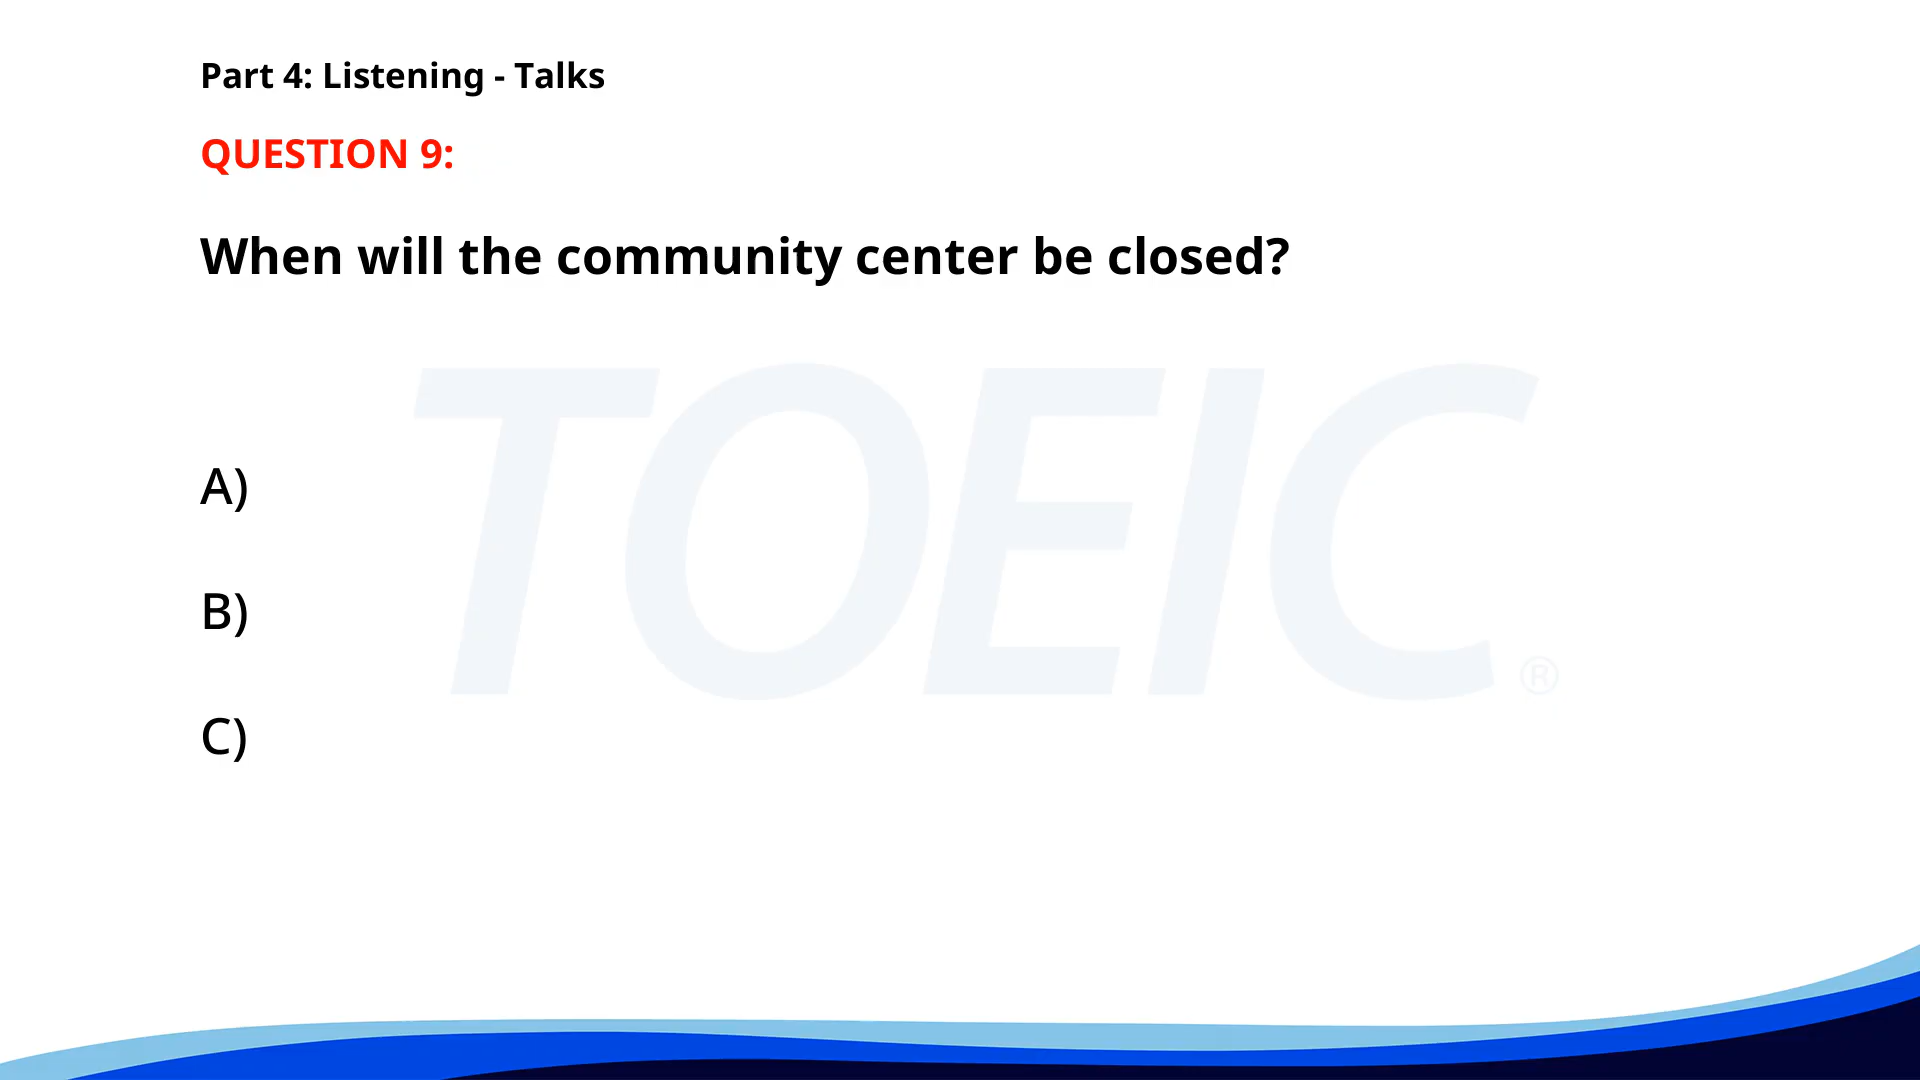 Part 4: Listening - Talks
QUESTION 9:
When will the community center be closed?
TOEIC®
A)
B)
C)